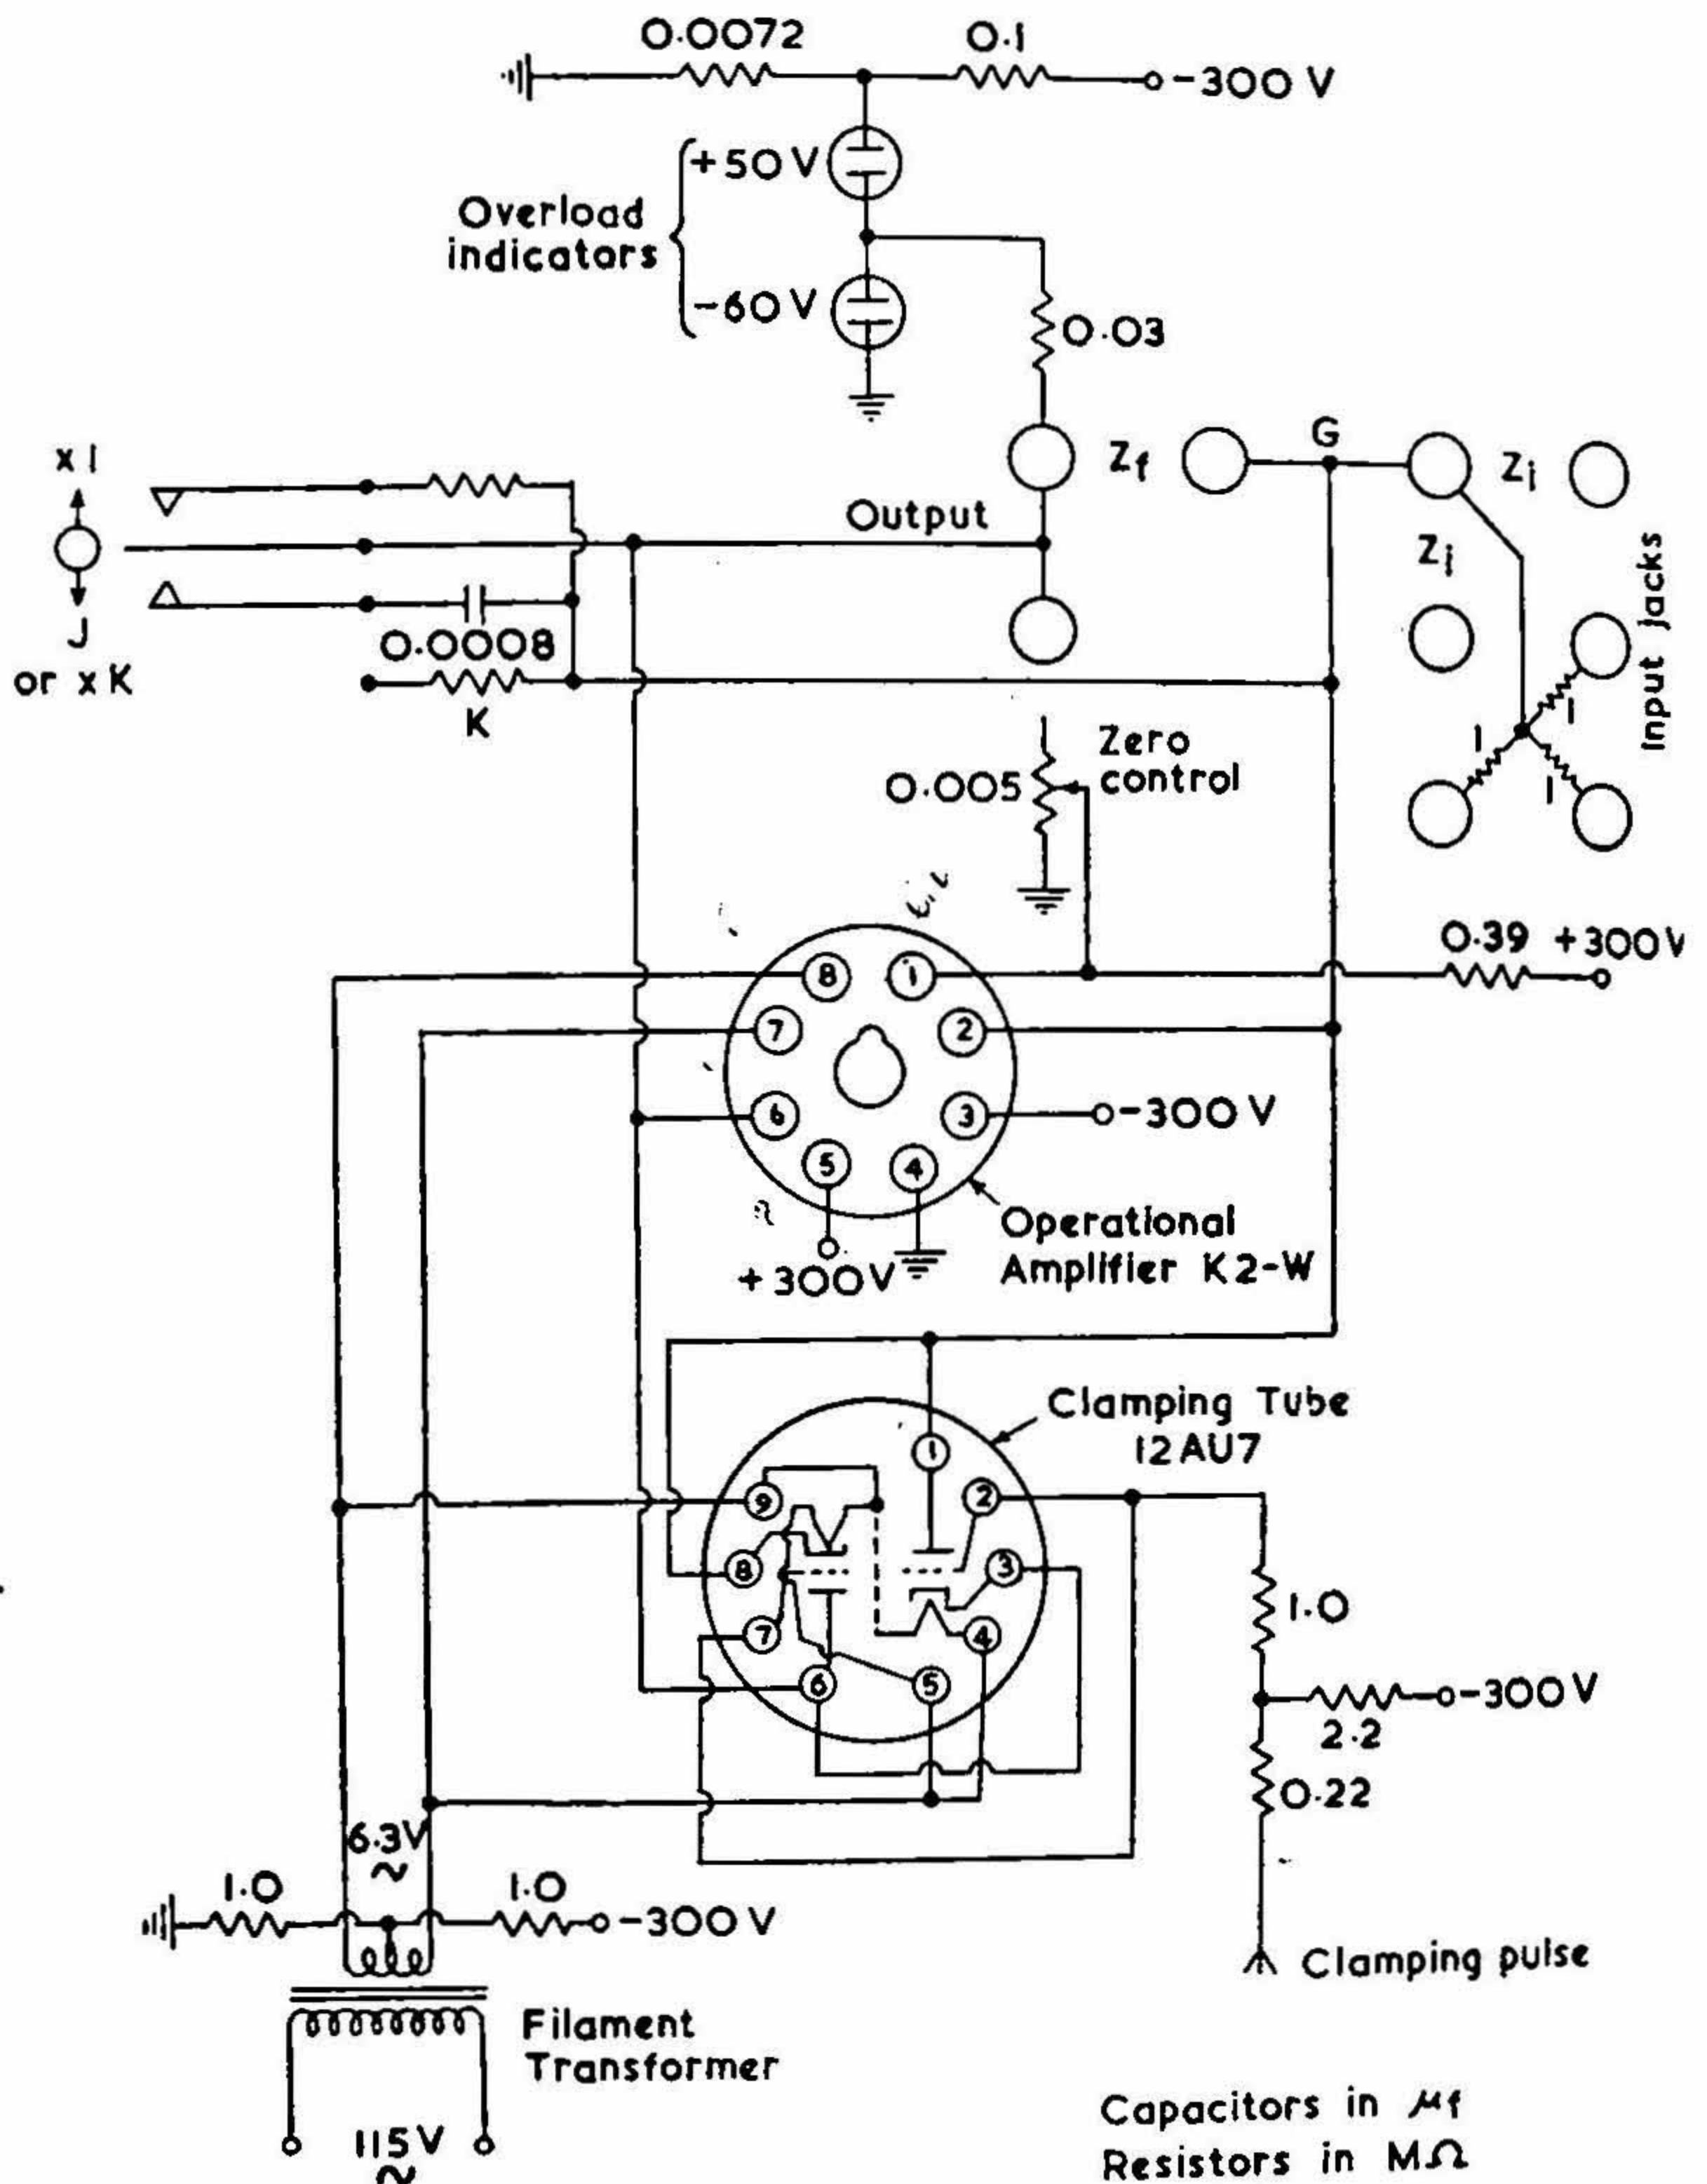 0.0072
0.1
-300 V
+50 V
Overload
indicators
-60 V
0.03
x 1
J
or x K
Output
Zf
G
Zi
Zi
Input jacks
0.0008
K
1
1
1
0.005
Zero
control
8
1
7
2
6
3
5
4
0.39
+300 V
-300 V
+300 V
Operational
Amplifier K2-W
Clamping Tube
12AU7
1
9
2
8
3
7
4
6
5
1.0
-300 V
2.2
0.22
6.3V
~
1.0
1.0
-300 V
Clamping pulse
Filament
Transformer
115V
~
Capacitors in μf
Resistors in MΩ